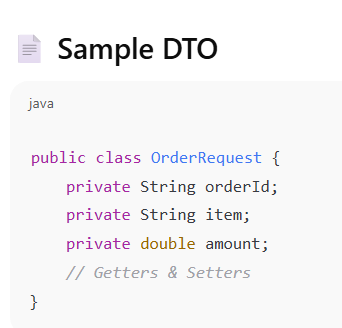 Sample DTO
java
public class OrderRequest {
    private String orderId;
    private String item;
    private double amount;
    // Getters & Setters
}